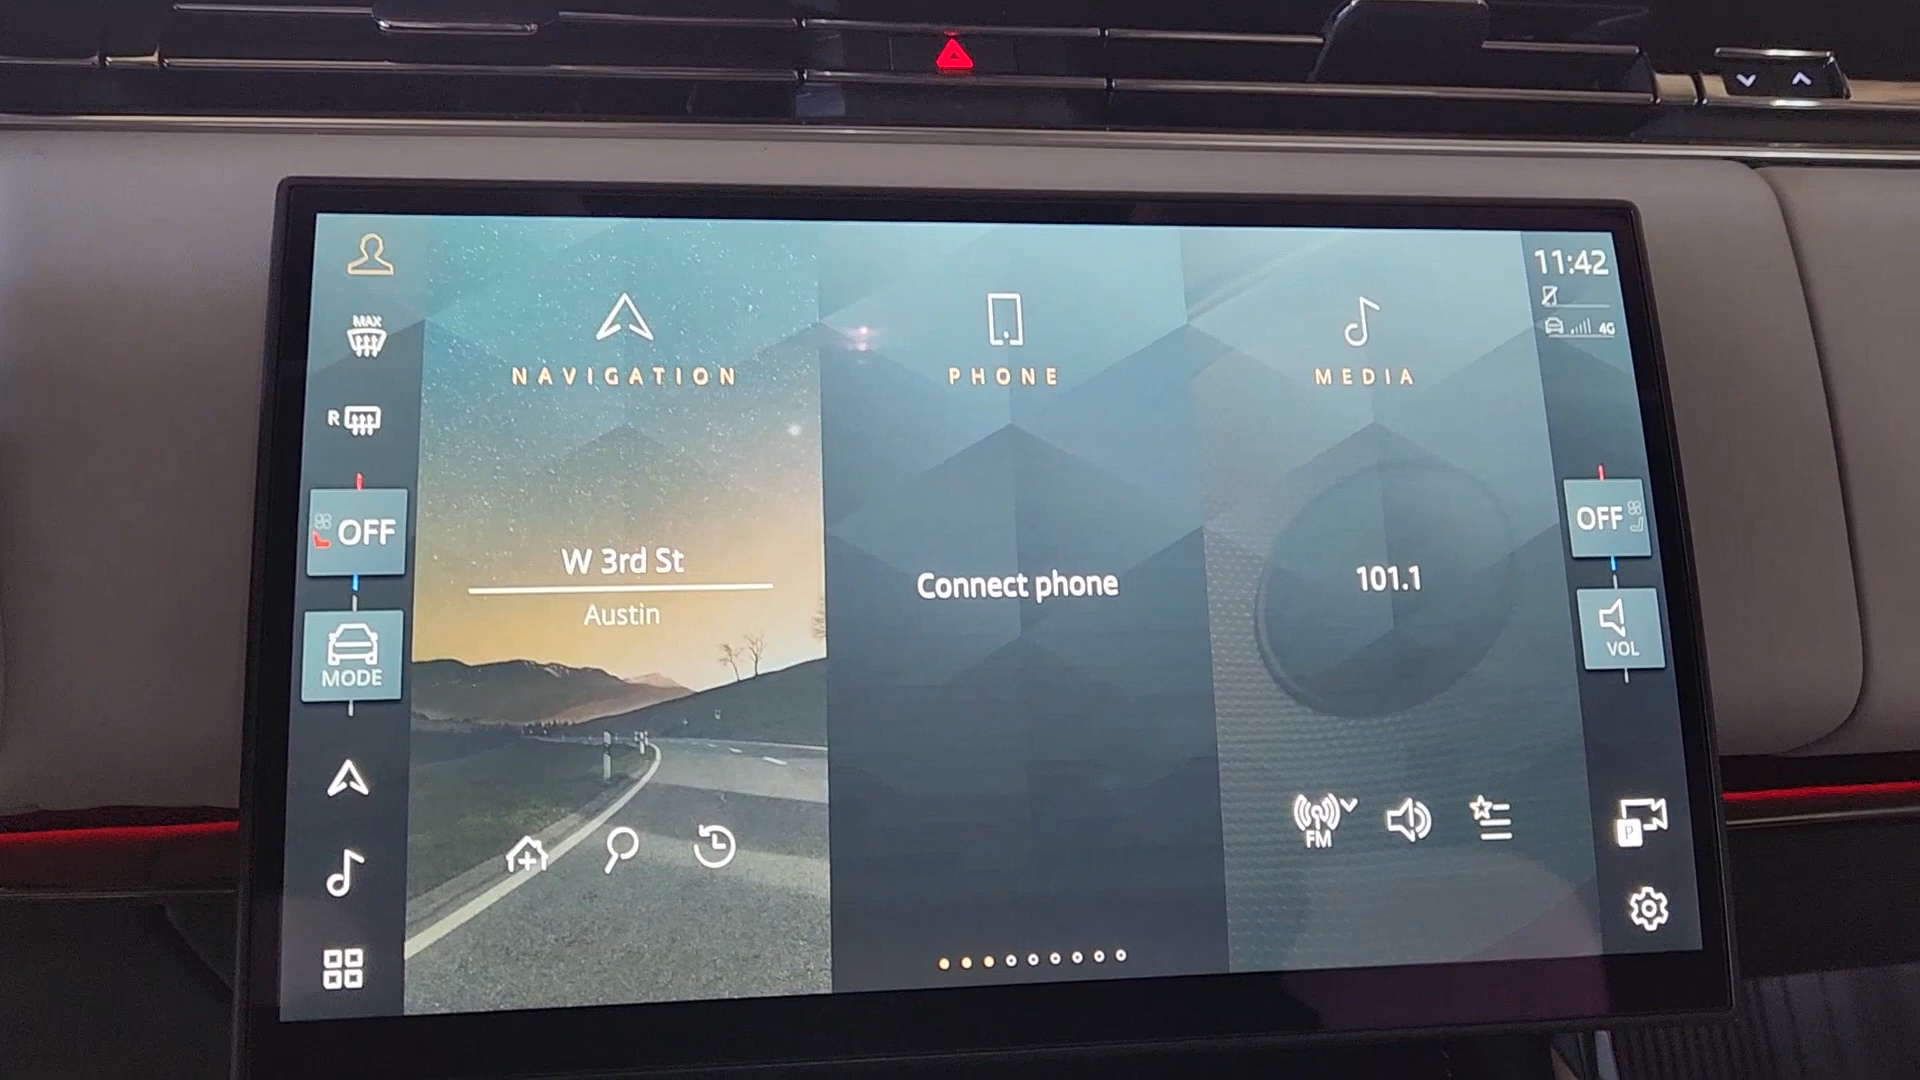 MAX
R
OFF
MODE
NAVIGATION
W 3rd St
Austin
PHONE
Connect phone
MEDIA
101.1
FM
11:42
4G
OFF
VOL
P